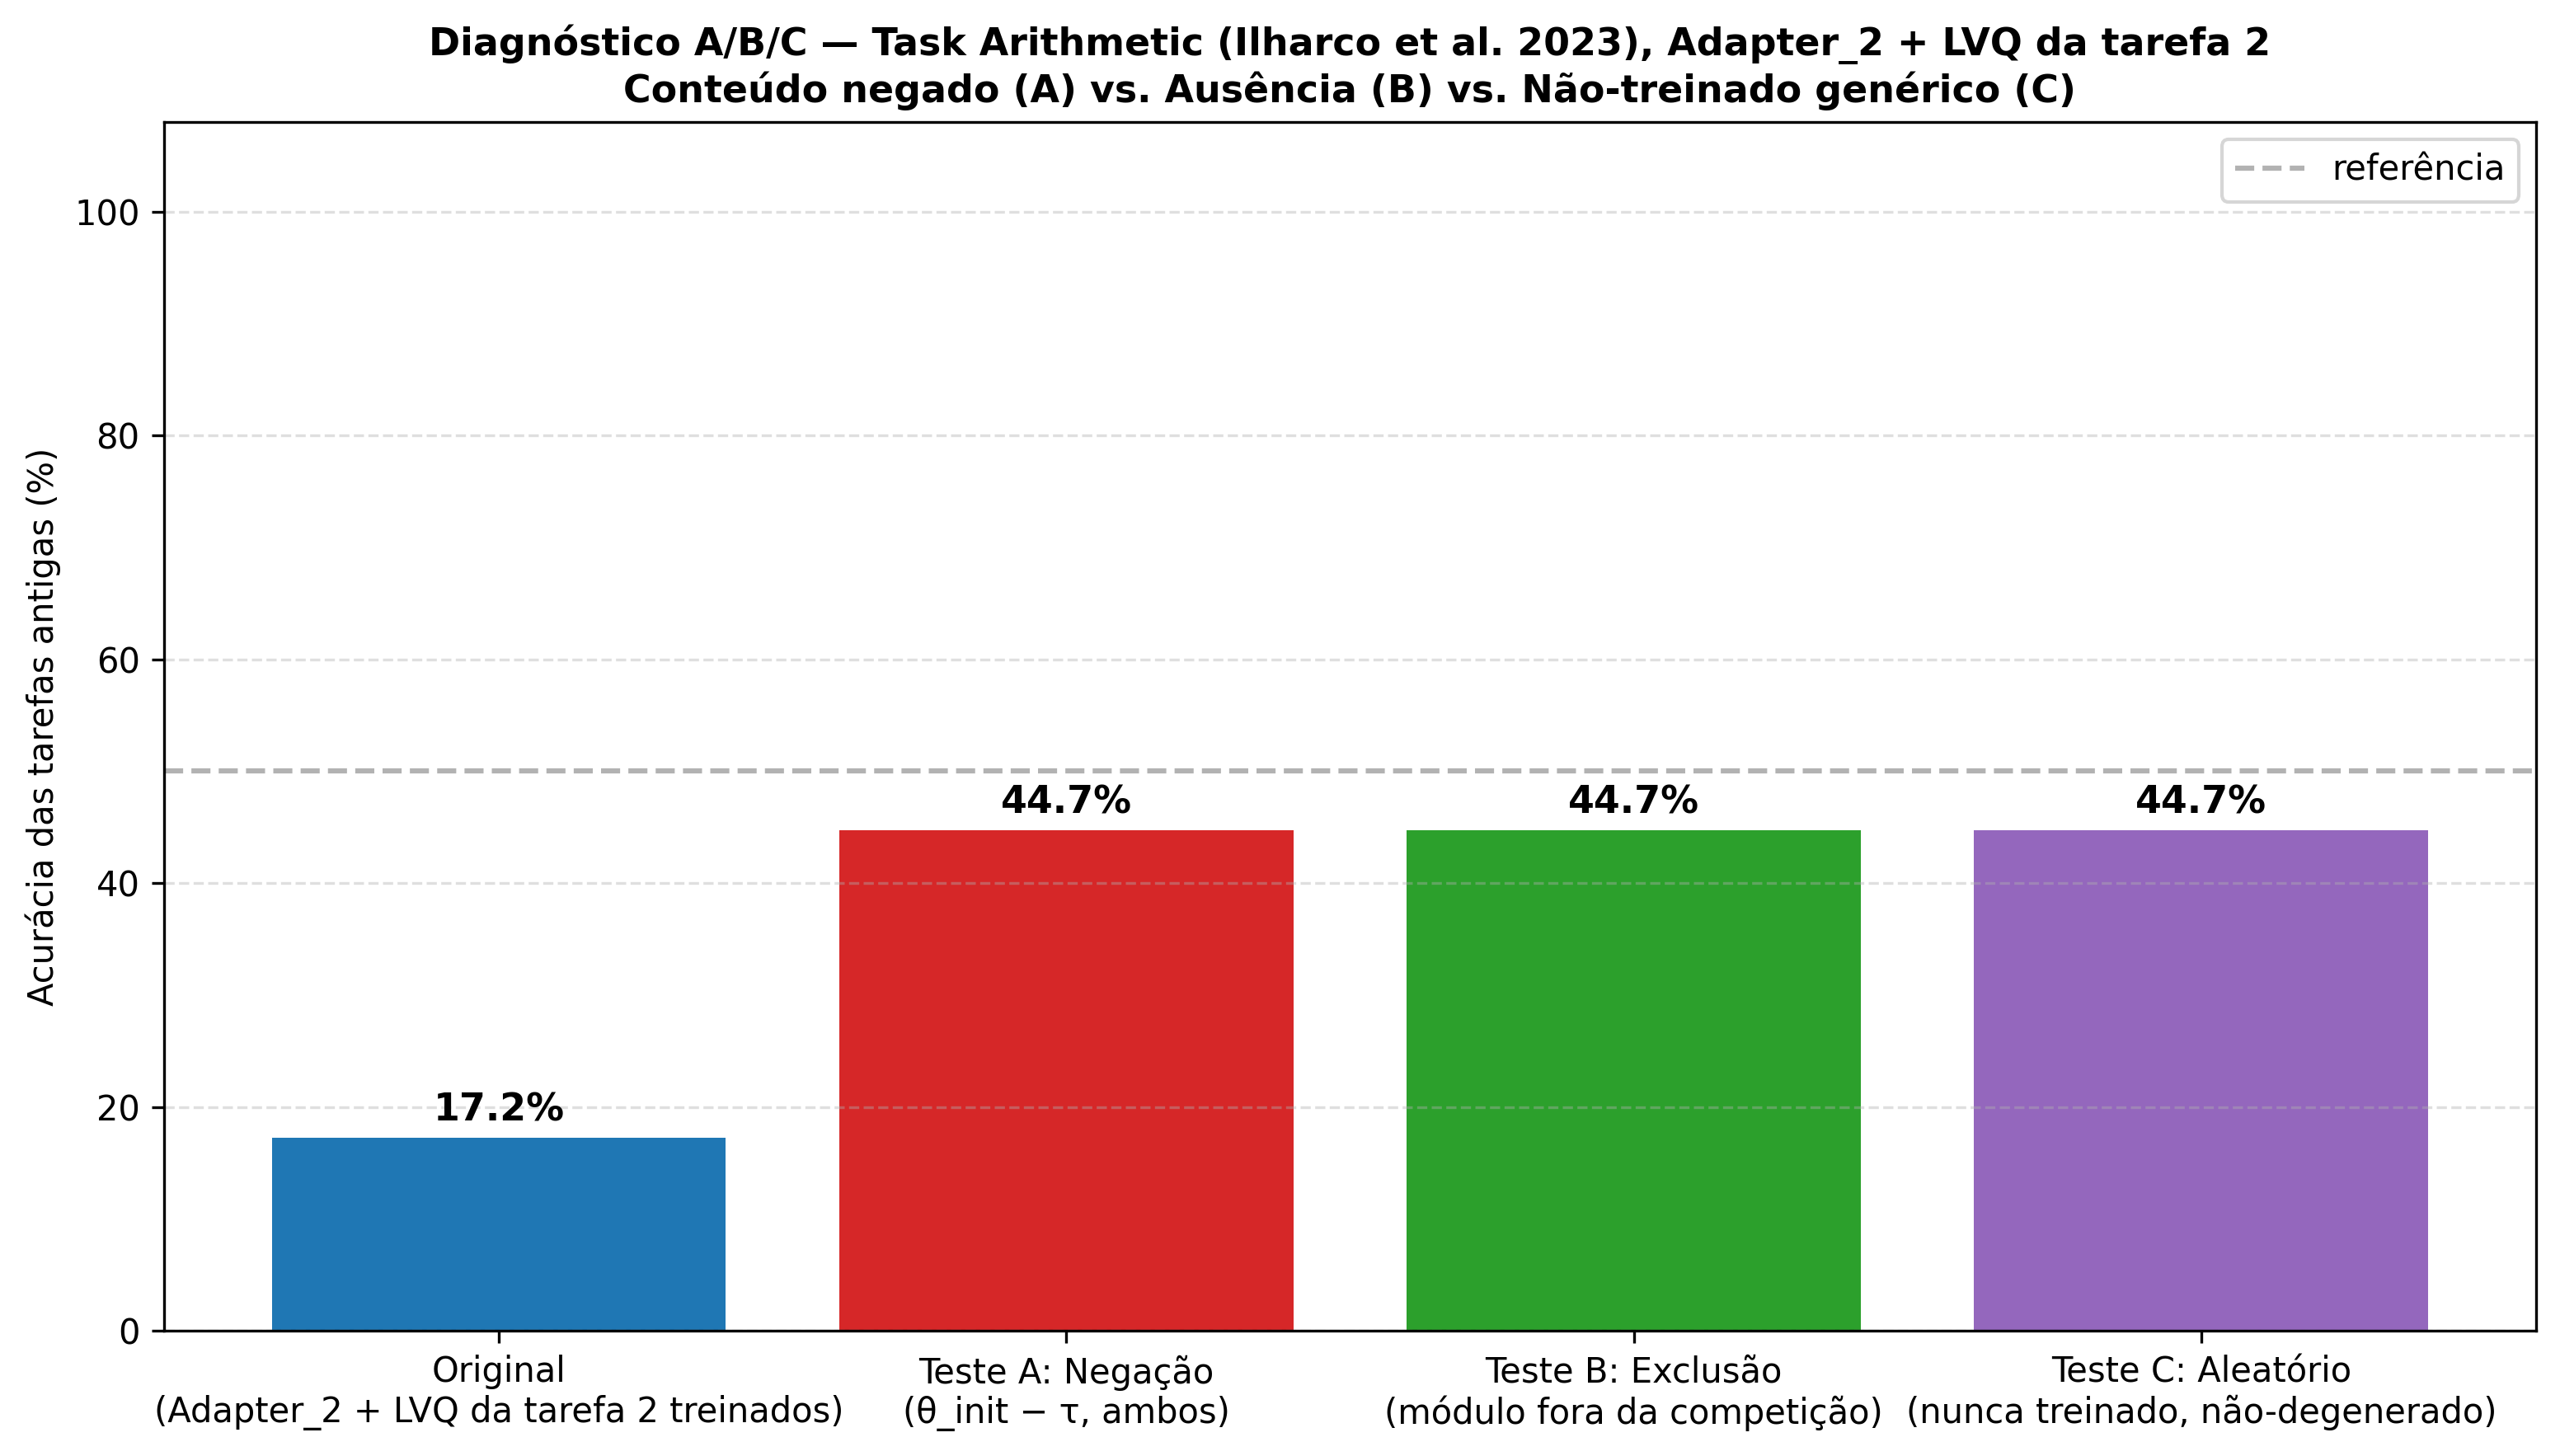 Diagnóstico A/B/C — Task Arithmetic (Ilharco et al. 2023), Adapter_2 + LVQ da tarefa 2
Conteúdo negado (A) vs. Ausência (B) vs. Não-treinado genérico (C)
referência
Acurácia das tarefas antigas (%)
100
80
60
40
20
0
17.2%
44.7%
44.7%
44.7%
Original
(Adapter_2 + LVQ da tarefa 2 treinados)
Teste A: Negação
(θ_init − τ, ambos)
Teste B: Exclusão
(módulo fora da competição)
Teste C: Aleatório
(nunca treinado, não-degenerado)